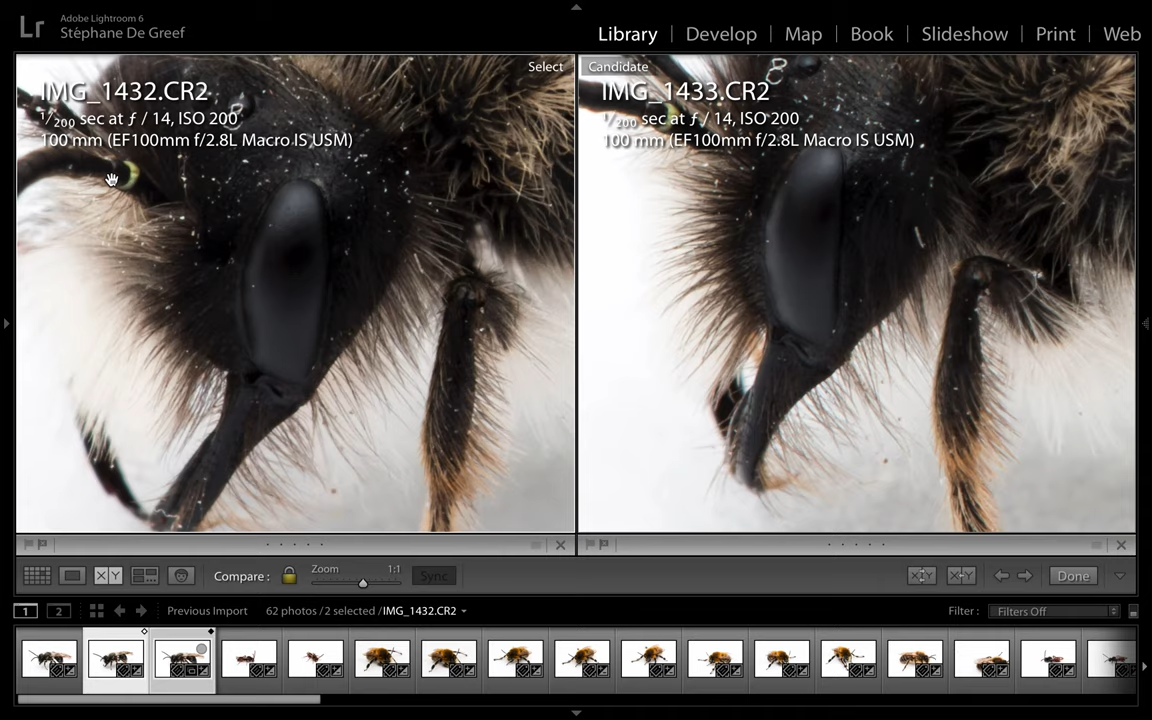 Lr
Adobe Lightroom 6
Stéphane De Greef
Library | Develop | Map | Book | Slideshow | Print | Web
Select
IMG_1432.CR2
1/200 sec at ƒ / 14, ISO 200
100 mm (EF100mm f/2.8L Macro IS USM)
Candidate
IMG_1433.CR2
1/200 sec at ƒ / 14, ISO 200
100 mm (EF100mm f/2.8L Macro IS USM)
X Y
Compare :
Zoom
1:1
Sync
Done
1
2
Previous Import
62 photos / 2 selected / IMG_1432.CR2
Filter :
Filters Off